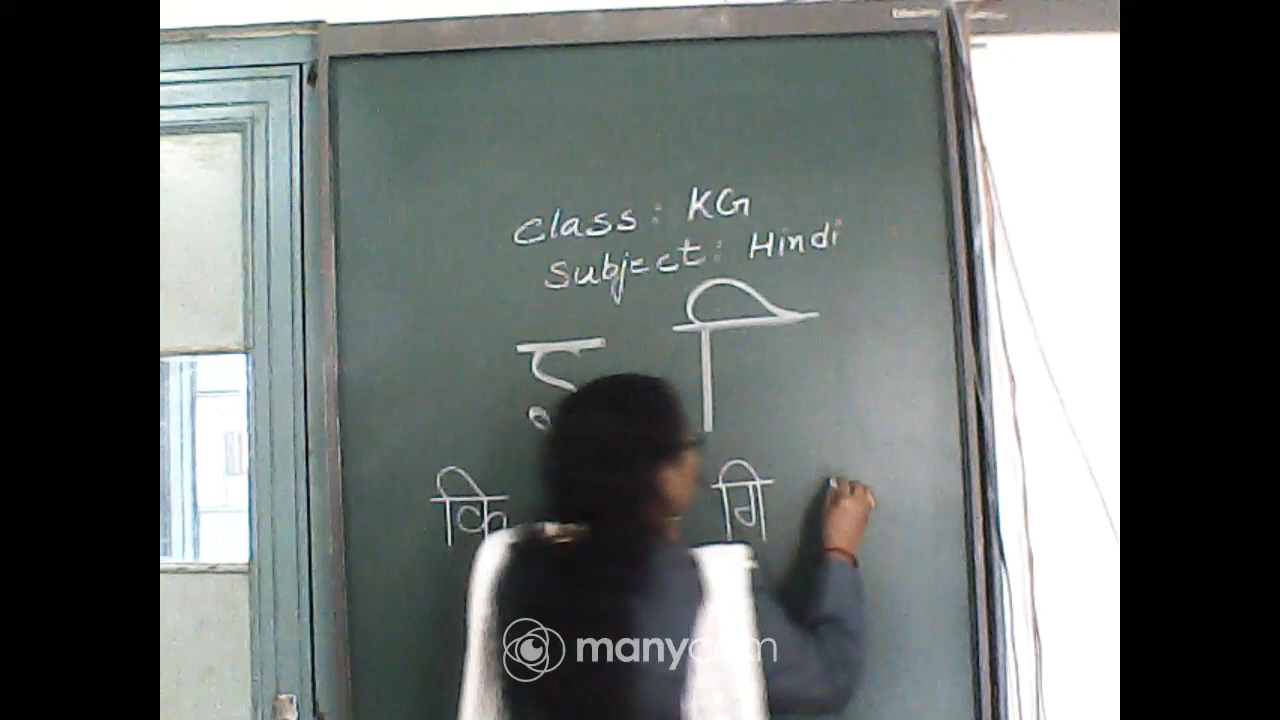 Class: KG
Subject: Hindi
ि
कि गि
manycam